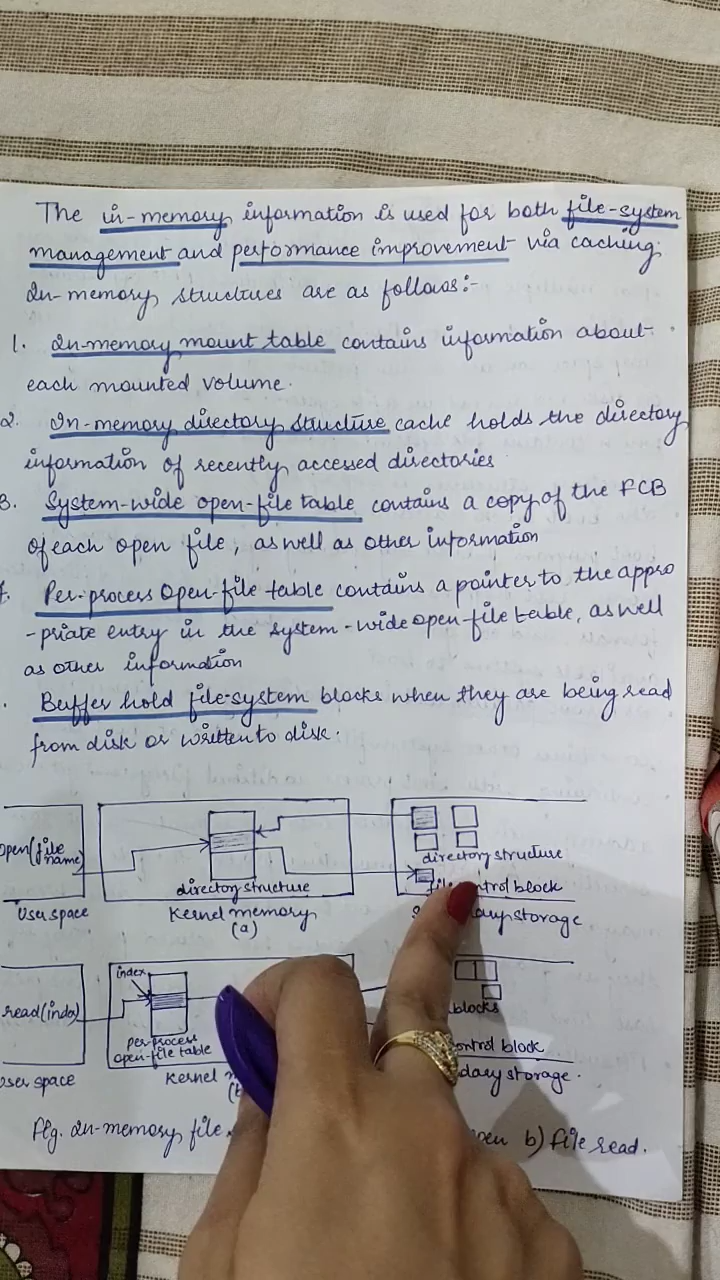 The in-memory information is used for both file-system
management and performance improvement via caching.
In-memory structures are as follows:-
1. In-memory mount table contains information about
each mounted volume.
2. In-memory directory structure cache holds the directory
information of recently accessed directories
3. System-wide open-file table contains a copy of the FCB
of each open file, as well as other information
Per-process Open-file table contains a pointer to the appro
-priate entry in the system-wide open-file table, as well
as other information
Buffer hold file-system blocks when they are being read
from disk or written to disk.
open(file name)
directory structure
directory structure
control block
User space
Kernel memory
storage
(a)
index
1
read(index)
blocks
per-process
open-file table
control block
User space
Kernel
storage.
Fig. In-memory file
b) file read.